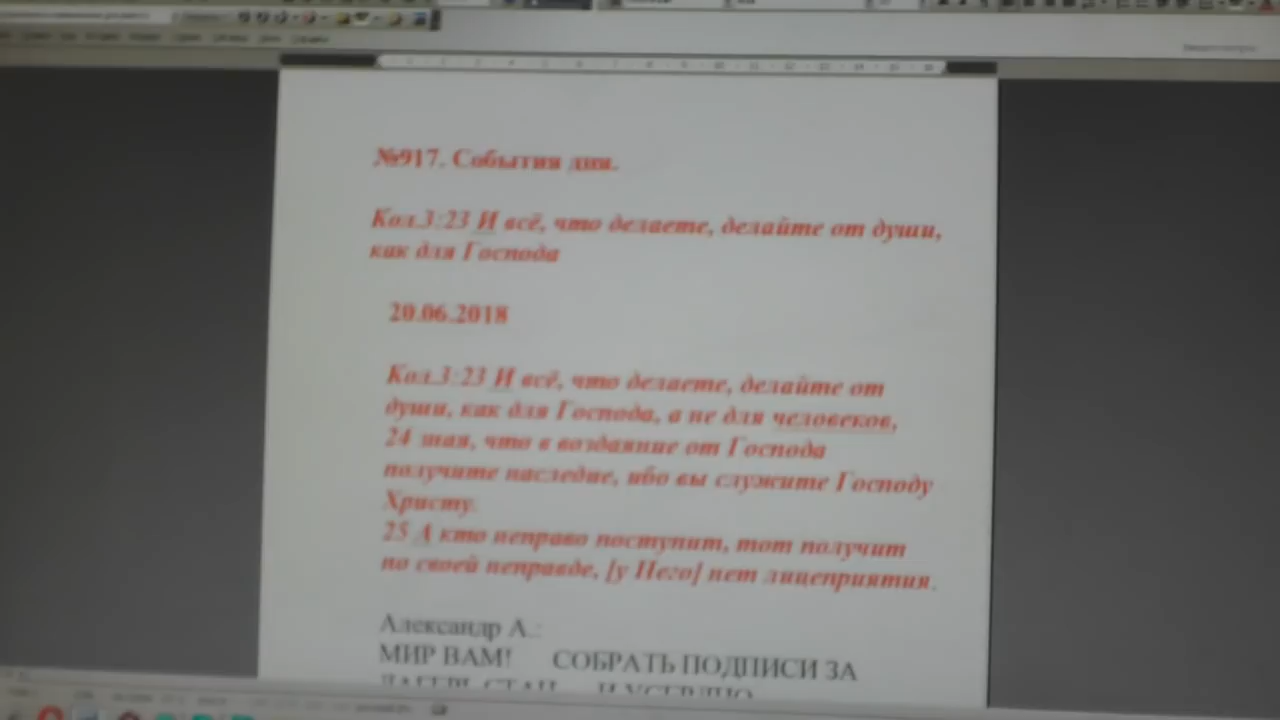 №917. События дня.
Кол.3:23 И всё, что делаете, делайте от души,
как для Господа
20.06.2018
Кол.3:23 И всё, что делаете, делайте от
души, как для Господа, а не для человеков,
24 зная, что в воздаяние от Господа
получите наследие, ибо вы служите Господу
Христу.
25 А кто неправо поступит, тот получит
по своей неправде, [у Него] нет лицеприятия.
Александр А.:
МИР ВАМ! СОБРАТЬ ПОДПИСИ ЗА